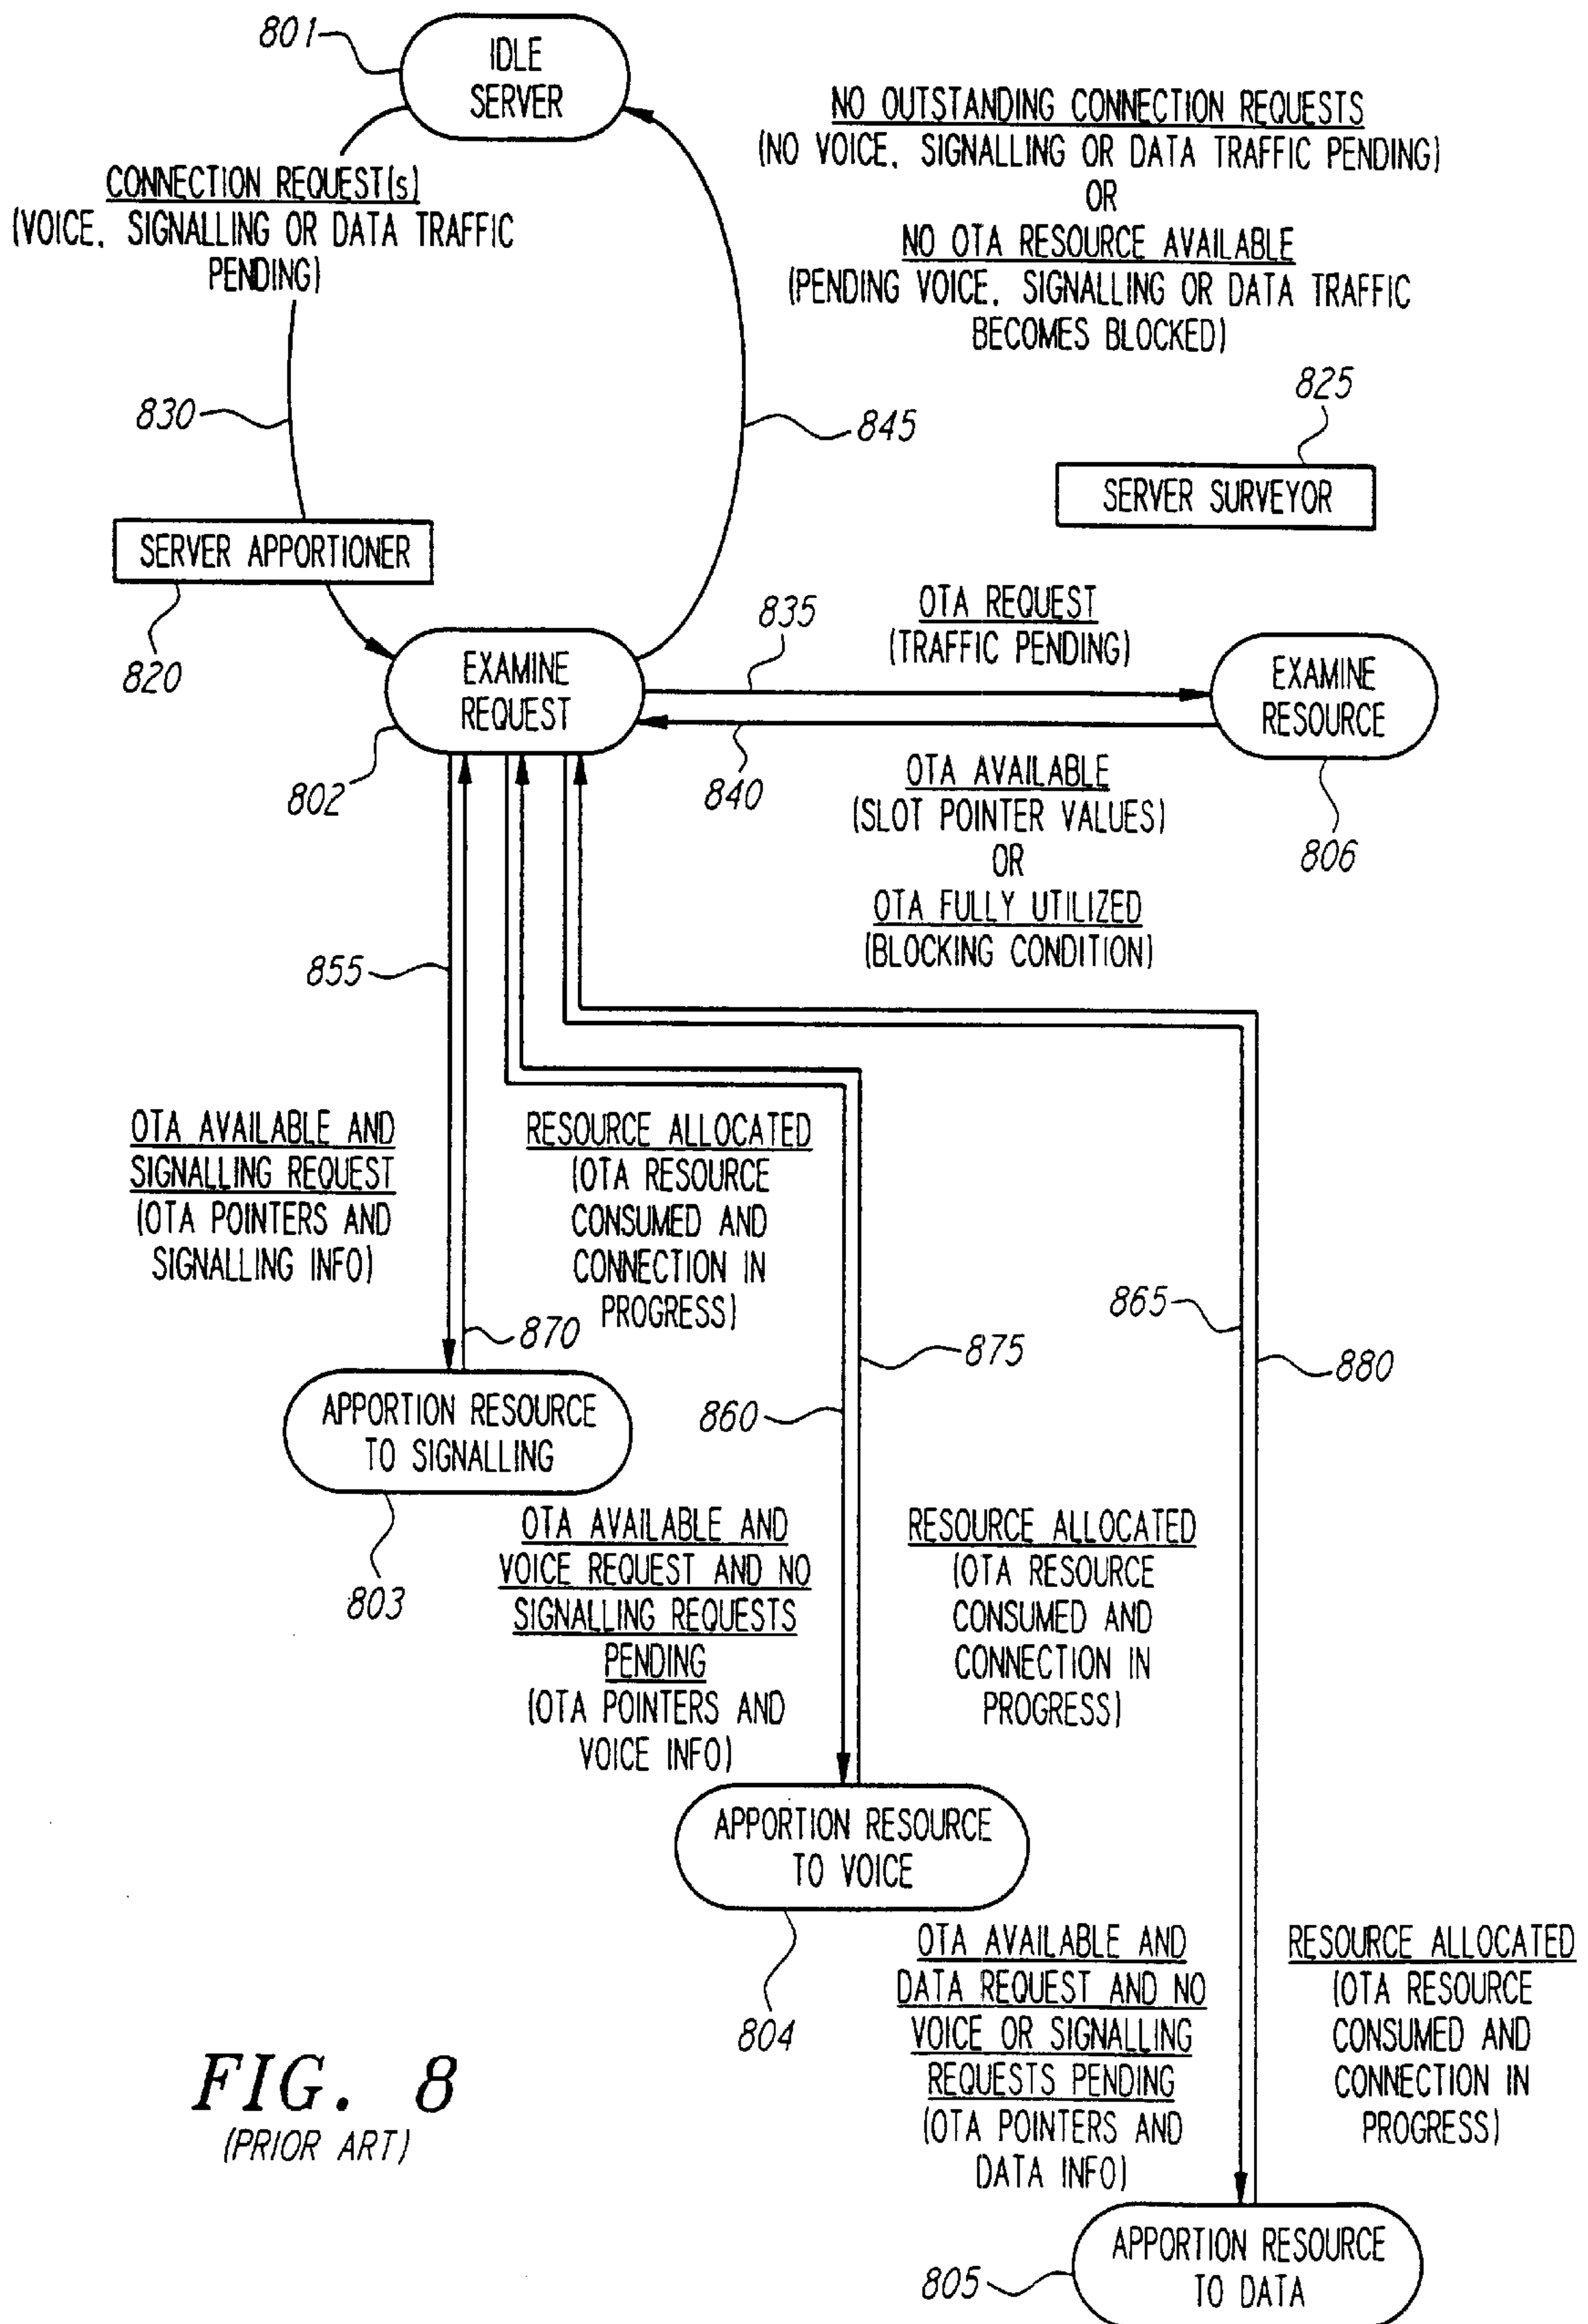 801
IDLE
SERVER
CONNECTION REQUEST(s)
(VOICE, SIGNALLING OR DATA TRAFFIC
PENDING)
NO OUTSTANDING CONNECTION REQUESTS
(NO VOICE, SIGNALLING OR DATA TRAFFIC PENDING)
OR
NO OTA RESOURCE AVAILABLE
(PENDING VOICE, SIGNALLING OR DATA TRAFFIC
BECOMES BLOCKED)
830
845
825
SERVER SURVEYOR
SERVER APPORTIONER
820
EXAMINE
REQUEST
802
835
OTA REQUEST
(TRAFFIC PENDING)
EXAMINE
RESOURCE
806
840
OTA AVAILABLE
(SLOT POINTER VALUES)
OR
OTA FULLY UTILIZED
(BLOCKING CONDITION)
855
OTA AVAILABLE AND
SIGNALLING REQUEST
(OTA POINTERS AND
SIGNALLING INFO)
RESOURCE ALLOCATED
(OTA RESOURCE
CONSUMED AND
CONNECTION IN
PROGRESS)
870
865
875
880
860
APPORTION RESOURCE
TO SIGNALLING
803
OTA AVAILABLE AND
VOICE REQUEST AND NO
SIGNALLING REQUESTS
PENDING
(OTA POINTERS AND
VOICE INFO)
RESOURCE ALLOCATED
(OTA RESOURCE
CONSUMED AND
CONNECTION IN
PROGRESS)
APPORTION RESOURCE
TO VOICE
804
OTA AVAILABLE AND
DATA REQUEST AND NO
VOICE OR SIGNALLING
REQUESTS PENDING
(OTA POINTERS AND
DATA INFO)
RESOURCE ALLOCATED
(OTA RESOURCE
CONSUMED AND
CONNECTION IN
PROGRESS)
APPORTION RESOURCE
TO DATA
805
FIG. 8
(PRIOR ART)